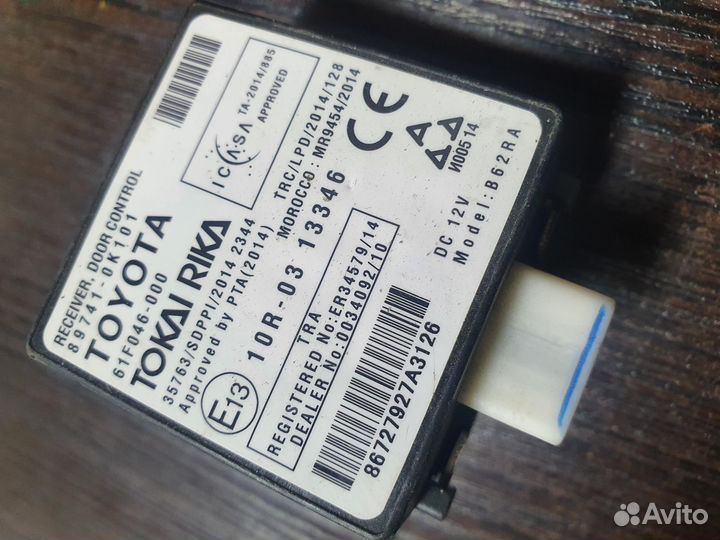 RECEIVER, DOOR CONTROL
89741-0K101
TOYOTA
61F046-000
TOKAI RIKA
ICASA
TA-2014/885
APPROVED
35763/SDPPI/2014 2344
Approved by PTA(2014)
TRC/LPD/2014/128
MOROCCO : MR9454/2014
E13
10R-03 13346
CE
REGISTERED TRA
REGISTERED No:ER34579/14
DEALER No:0034092/10
И00514
DC 12V
Model:B62RA
86727927A3126
Avito